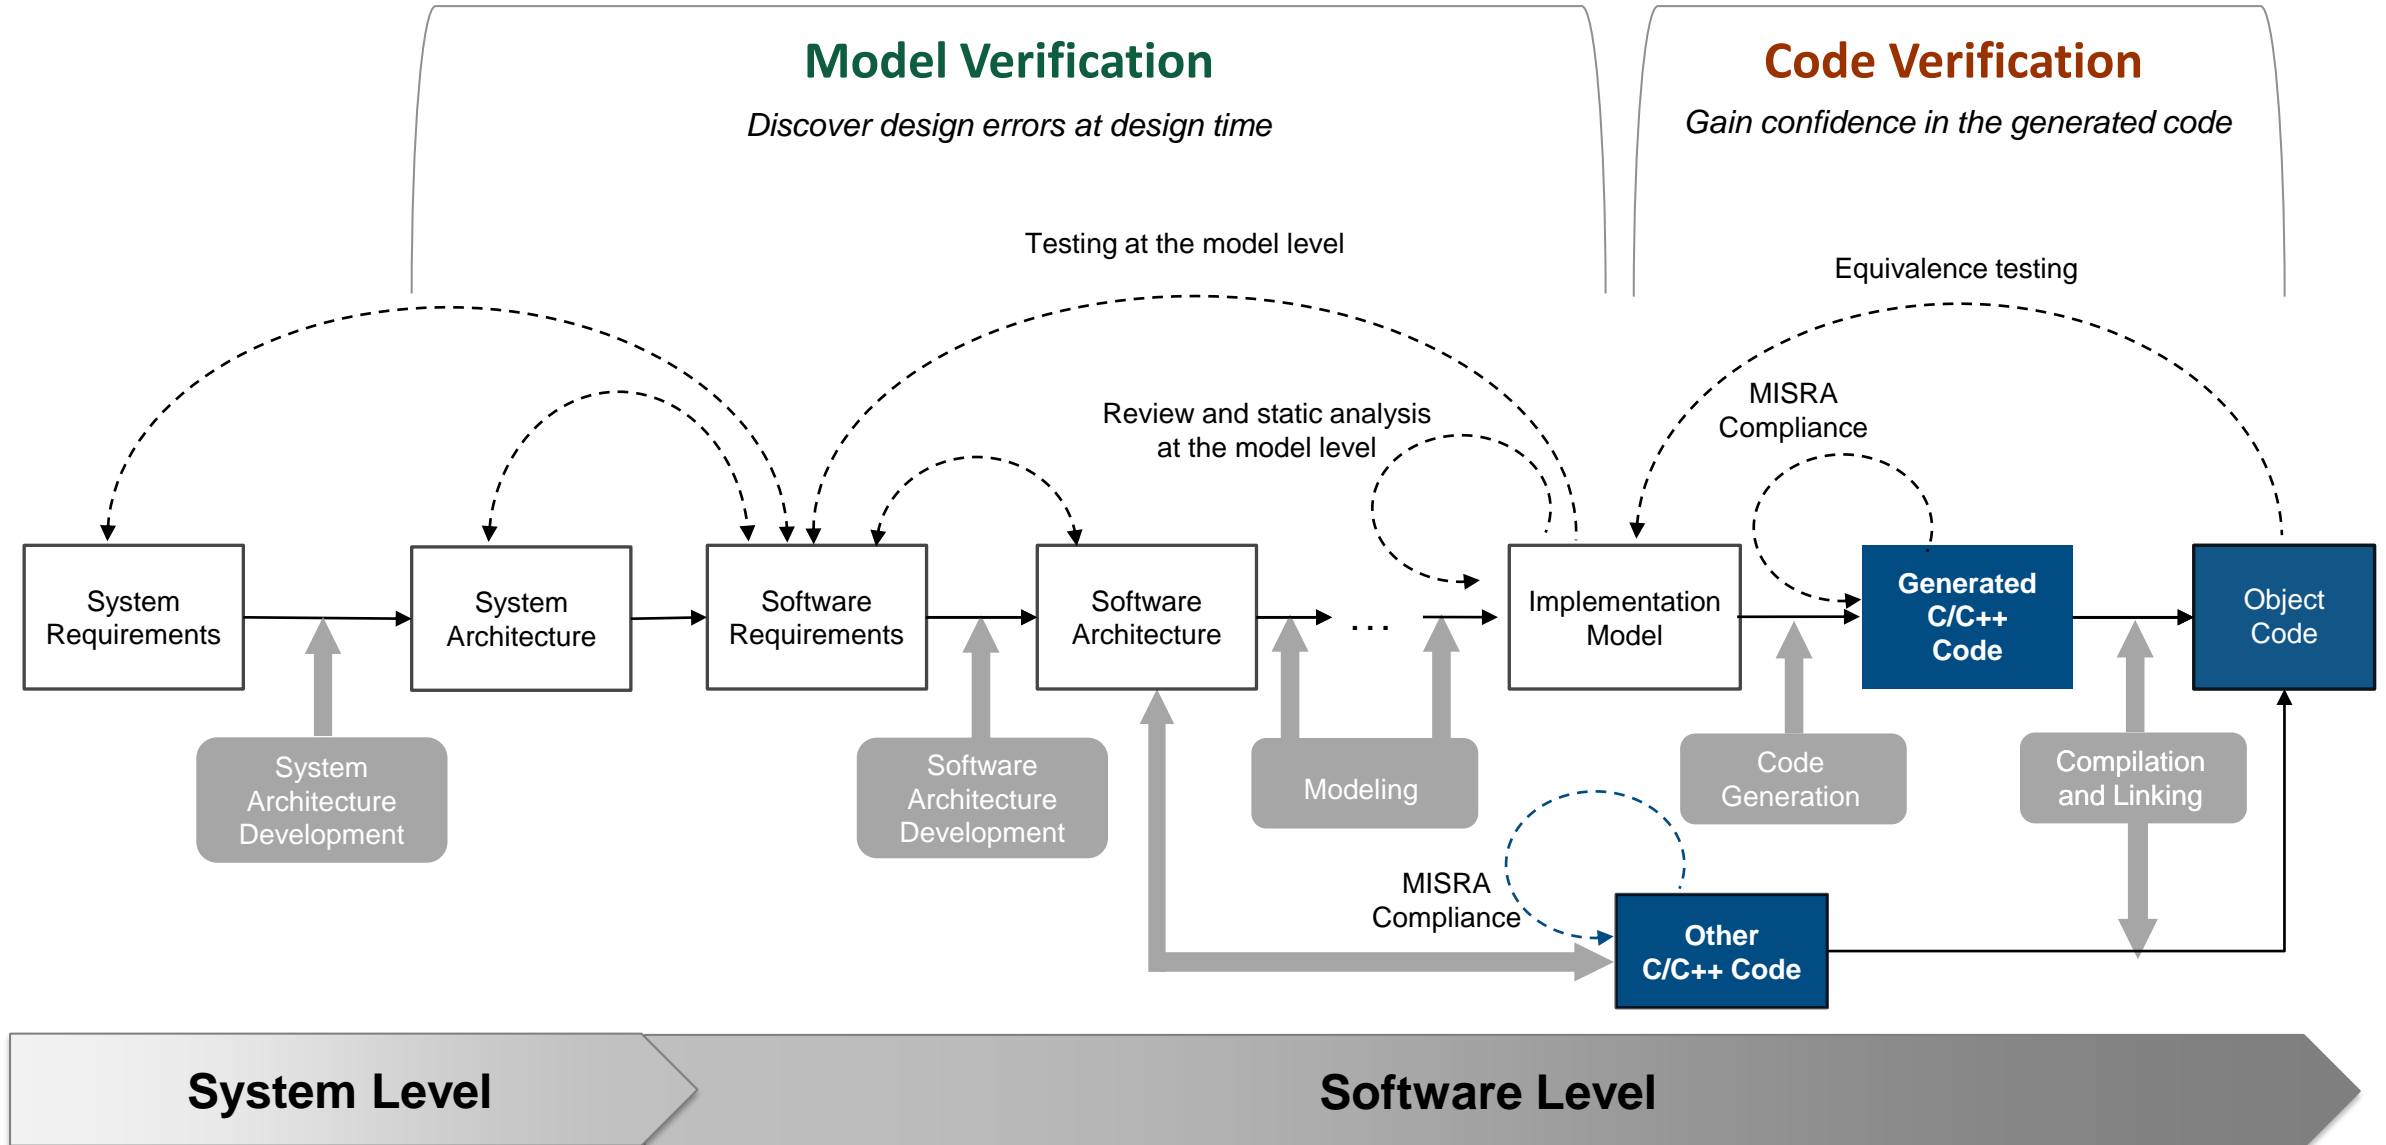 Model Verification
Discover design errors at design time
Code Verification
Gain confidence in the generated code
Testing at the model level
Equivalence testing
Review and static analysis
at the model level
MISRA
Compliance
System
Requirements
System
Architecture
Software
Requirements
Software
Architecture
...
Implementation
Model
Generated
C/C++
Code
Object
Code
System
Architecture
Development
Software
Architecture
Development
Modeling
Code
Generation
Compilation
and Linking
MISRA
Compliance
Other
C/C++ Code
System Level
Software Level